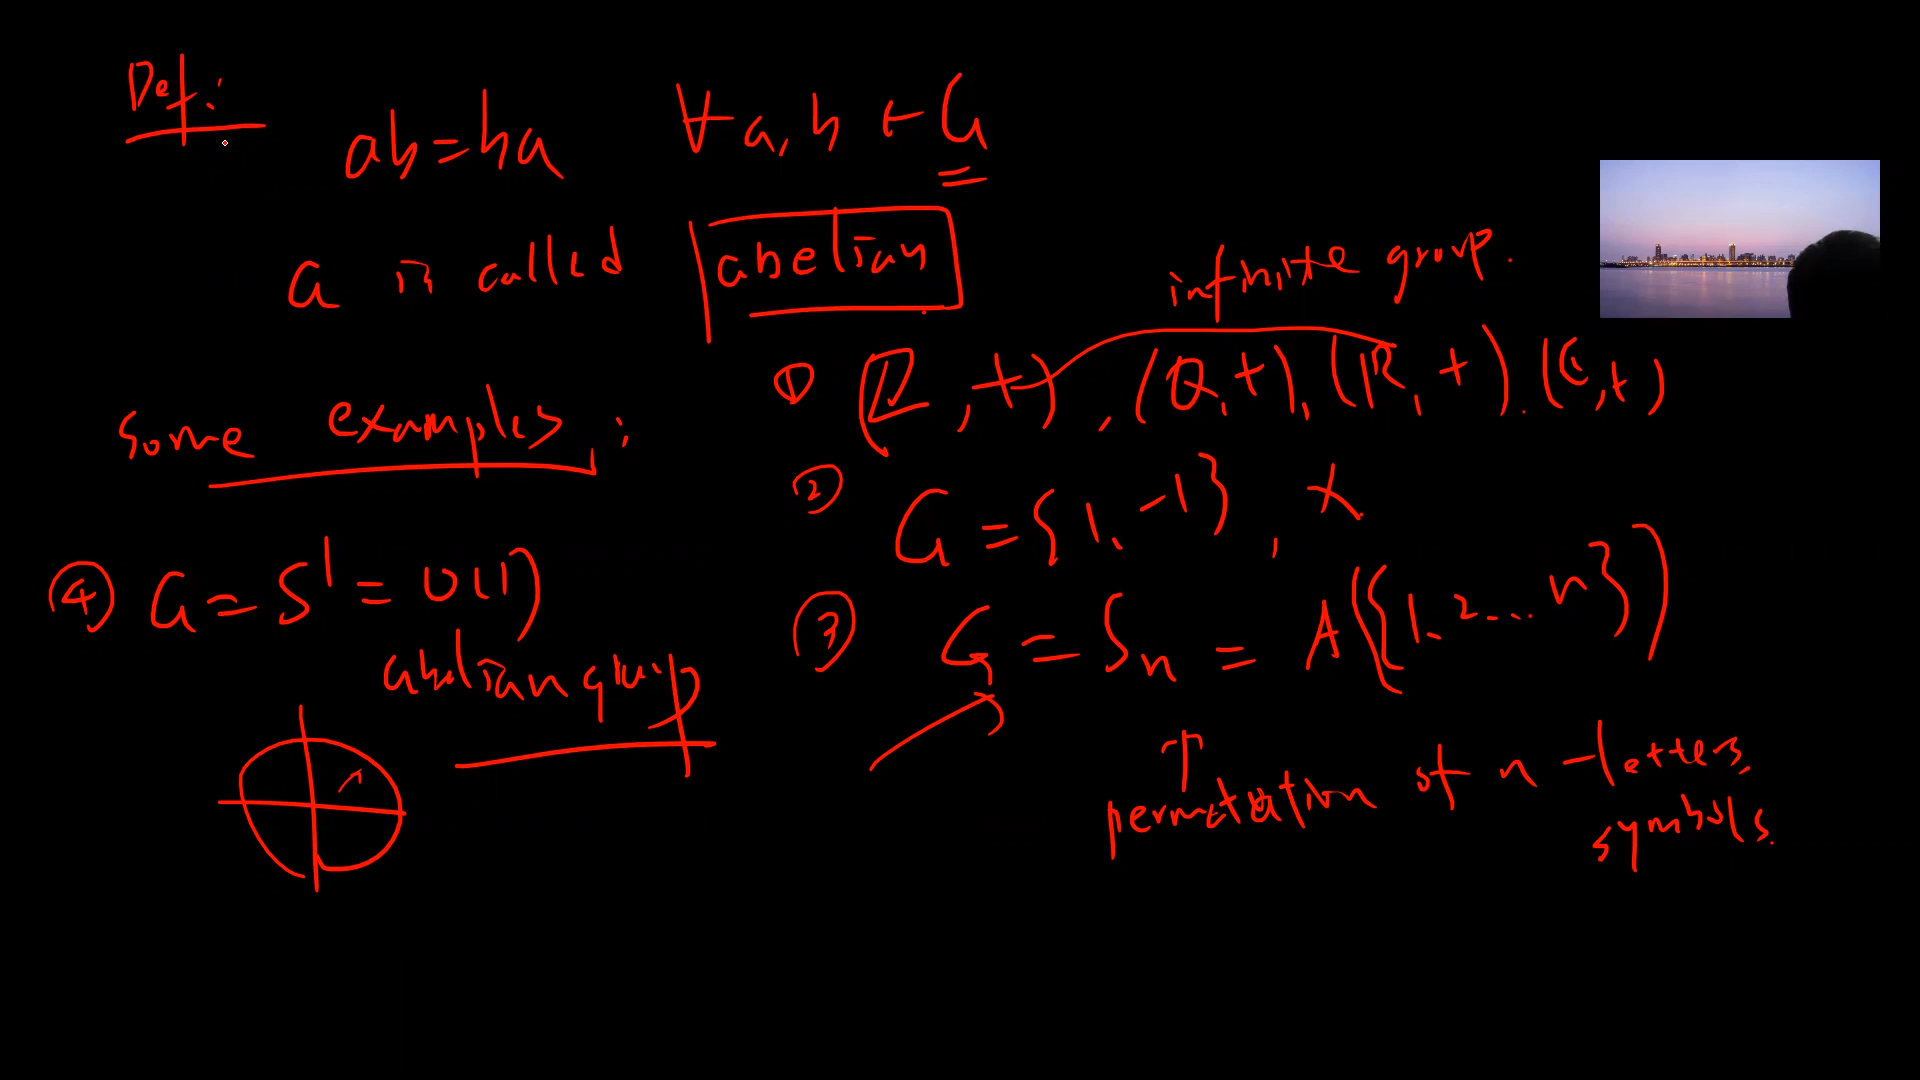 Def:
ab=ba ∀ a, b ∈ G
G is called abelian
Some examples:
infinite group.
① (ℤ, +), (ℚ, +), (ℝ, +). (ℂ, +)
② G = {1, -1}, ×
③ G = Sn = A({1, 2 ... n})
↑
permutation of n-letters,
symbols.
④ G = S¹ = U(1)
abelian group